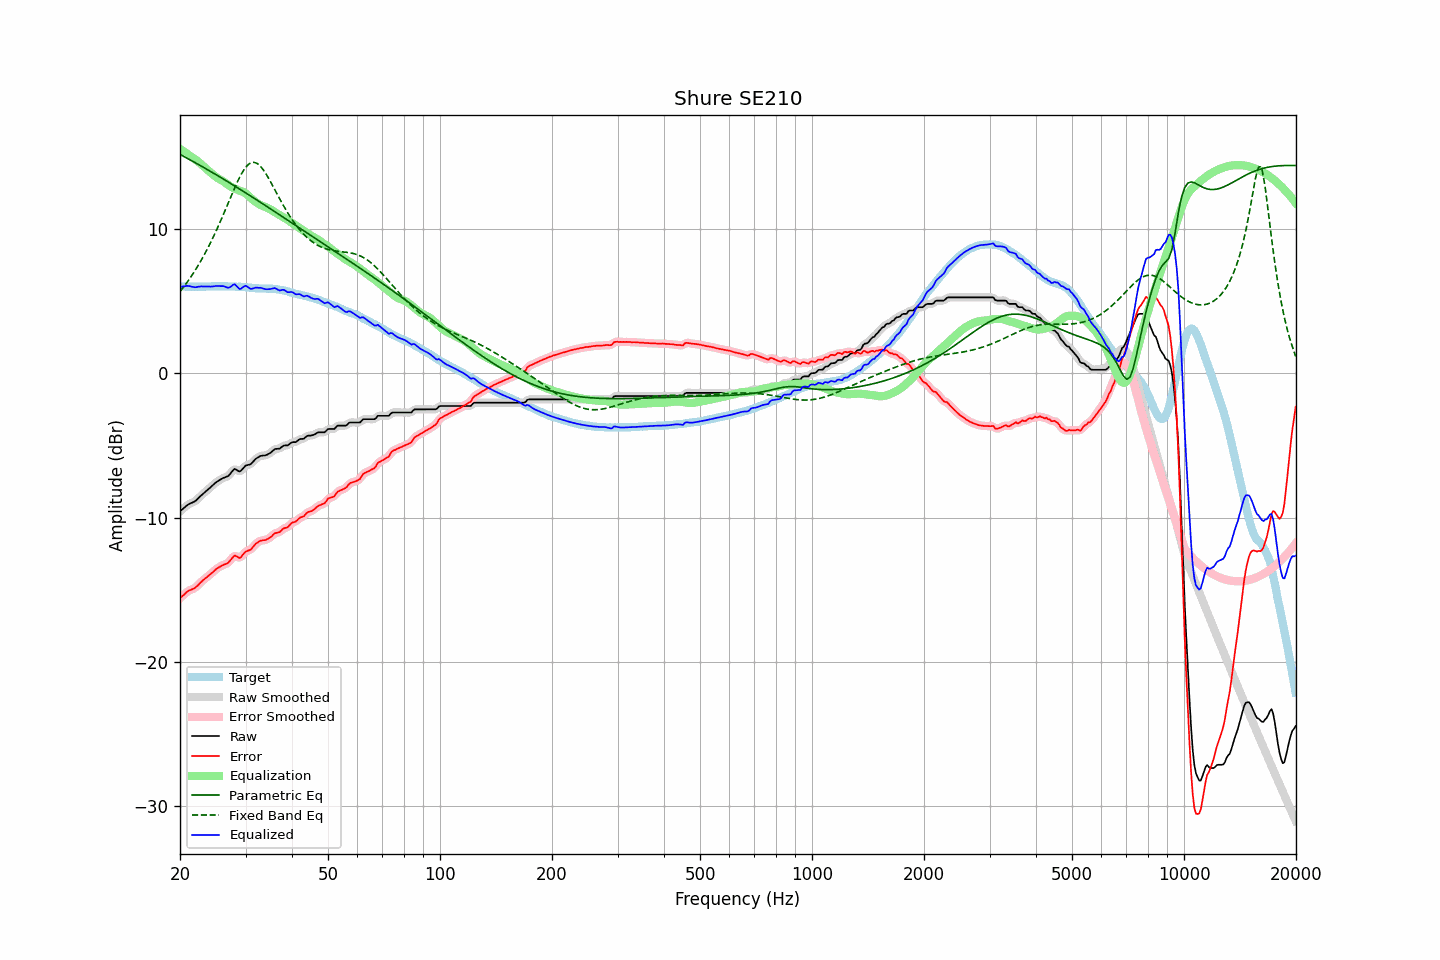 Shure SE210
Amplitude (dBr)
10
0
−10
−20
−30
Target
Raw Smoothed
Error Smoothed
Raw
Error
Equalization
Parametric Eq
Fixed Band Eq
Equalized
20 50 100 200 500 1000 2000 5000 10000 20000
Frequency (Hz)